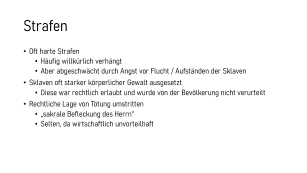 Strafen
• Oft harte Strafen
• Häufig willkürlich verhängt
• Aber abgeschwächt durch Angst vor Flucht / Aufständen der Sklaven
• Sklaven oft starker körperlicher Gewalt ausgesetzt
• Diese war rechtlich erlaubt und wurde von der Bevölkerung nicht verurteilt
• Rechtliche Lage von Tötung umstritten
• „sakrale Befleckung des Herrn“
• Selten, da wirtschaftlich unvorteilhaft